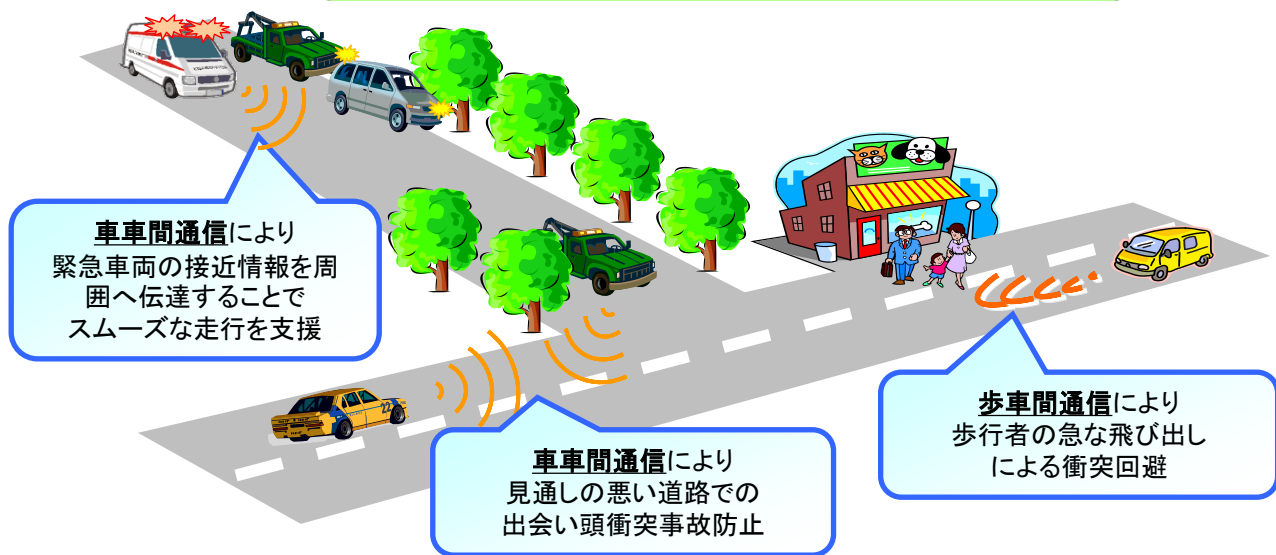 車車間通信により
緊急車両の接近情報を周
囲へ伝達することで
スムーズな走行を支援
車車間通信により
見通しの悪い道路での
出会い頭衝突事故防止
歩車間通信により
歩行者の急な飛び出し
による衝突回避
22